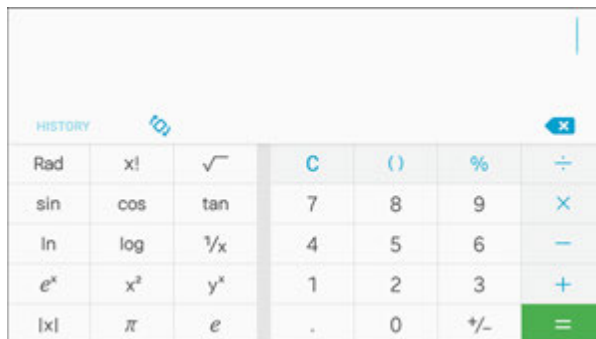 HISTORY
Rad x! √ C ( ) % ÷
sin cos tan 7 8 9 ×
ln log ¹/x 4 5 6 −
eˣ x² yˣ 1 2 3 +
|x| π e . 0 +/− =